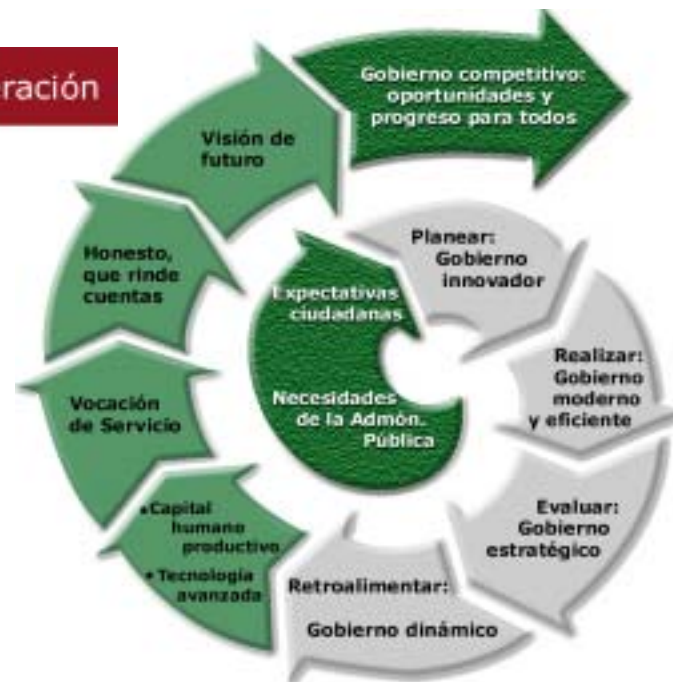 Gobierno competitivo:
oportunidades y
progreso para todos
Visión de
futuro
Honesto,
que rinde
cuentas
Vocación
de Servicio
•Capital
humano
productivo
• Tecnología
avanzada
Expectativas
ciudadanas
Necesidades
de la Admón.
Pública
Planear:
Gobierno
innovador
Realizar:
Gobierno
moderno
y eficiente
Evaluar:
Gobierno
estratégico
Retroalimentar:
Gobierno dinámico